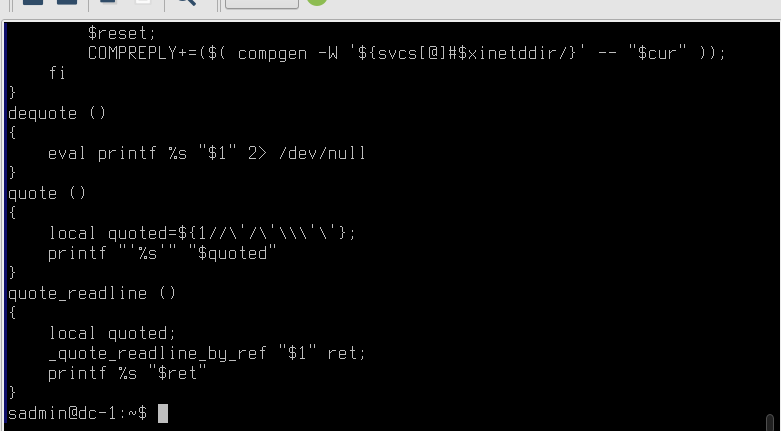 $reset;
        COMPREPLY+=($( compgen -W '${svcs[@]#$xinetddir/}' -- "$cur" ));
    fi
}
dequote ()
{
    eval printf %s "$1" 2> /dev/null
}
quote ()
{
    local quoted=${1//\'/\'\\\'\'};
    printf "'%s'" "$quoted"
}
quote_readline ()
{
    local quoted;
    _quote_readline_by_ref "$1" ret;
    printf %s "$ret"
}
sadmin@dc-1:~$